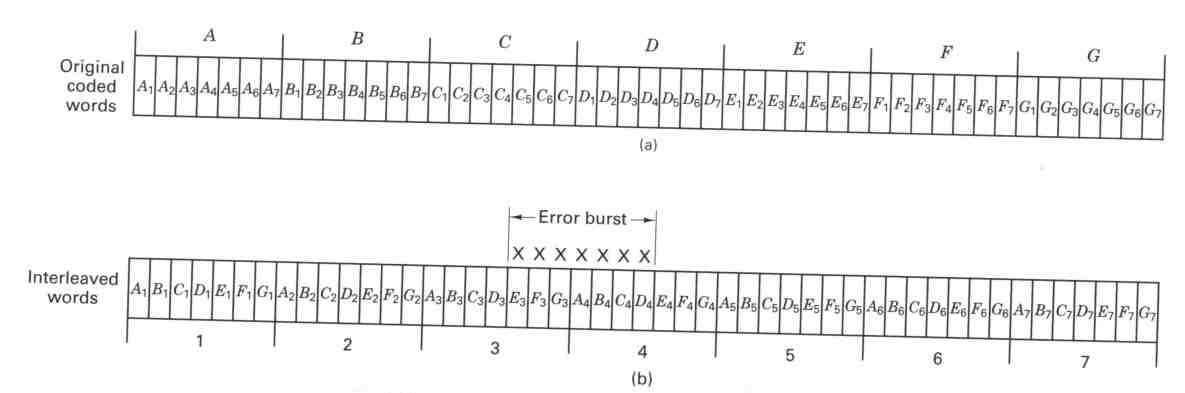 A B C D E F G
Original
coded
words
A1 A2 A3 A4 A5 A6 A7 B1 B2 B3 B4 B5 B6 B7 C1 C2 C3 C4 C5 C6 C7 D1 D2 D3 D4 D5 D6 D7 E1 E2 E3 E4 E5 E6 E7 F1 F2 F3 F4 F5 F6 F7 G1 G2 G3 G4 G5 G6 G7
(a)
Error burst
X X X X X X X
Interleaved
words
A1 B1 C1 D1 E1 F1 G1 A2 B2 C2 D2 E2 F2 G2 A3 B3 C3 D3 E3 F3 G3 A4 B4 C4 D4 E4 F4 G4 A5 B5 C5 D5 E5 F5 G5 A6 B6 C6 D6 E6 F6 G6 A7 B7 C7 D7 E7 F7 G7
1 2 3 4 5 6 7
(b)